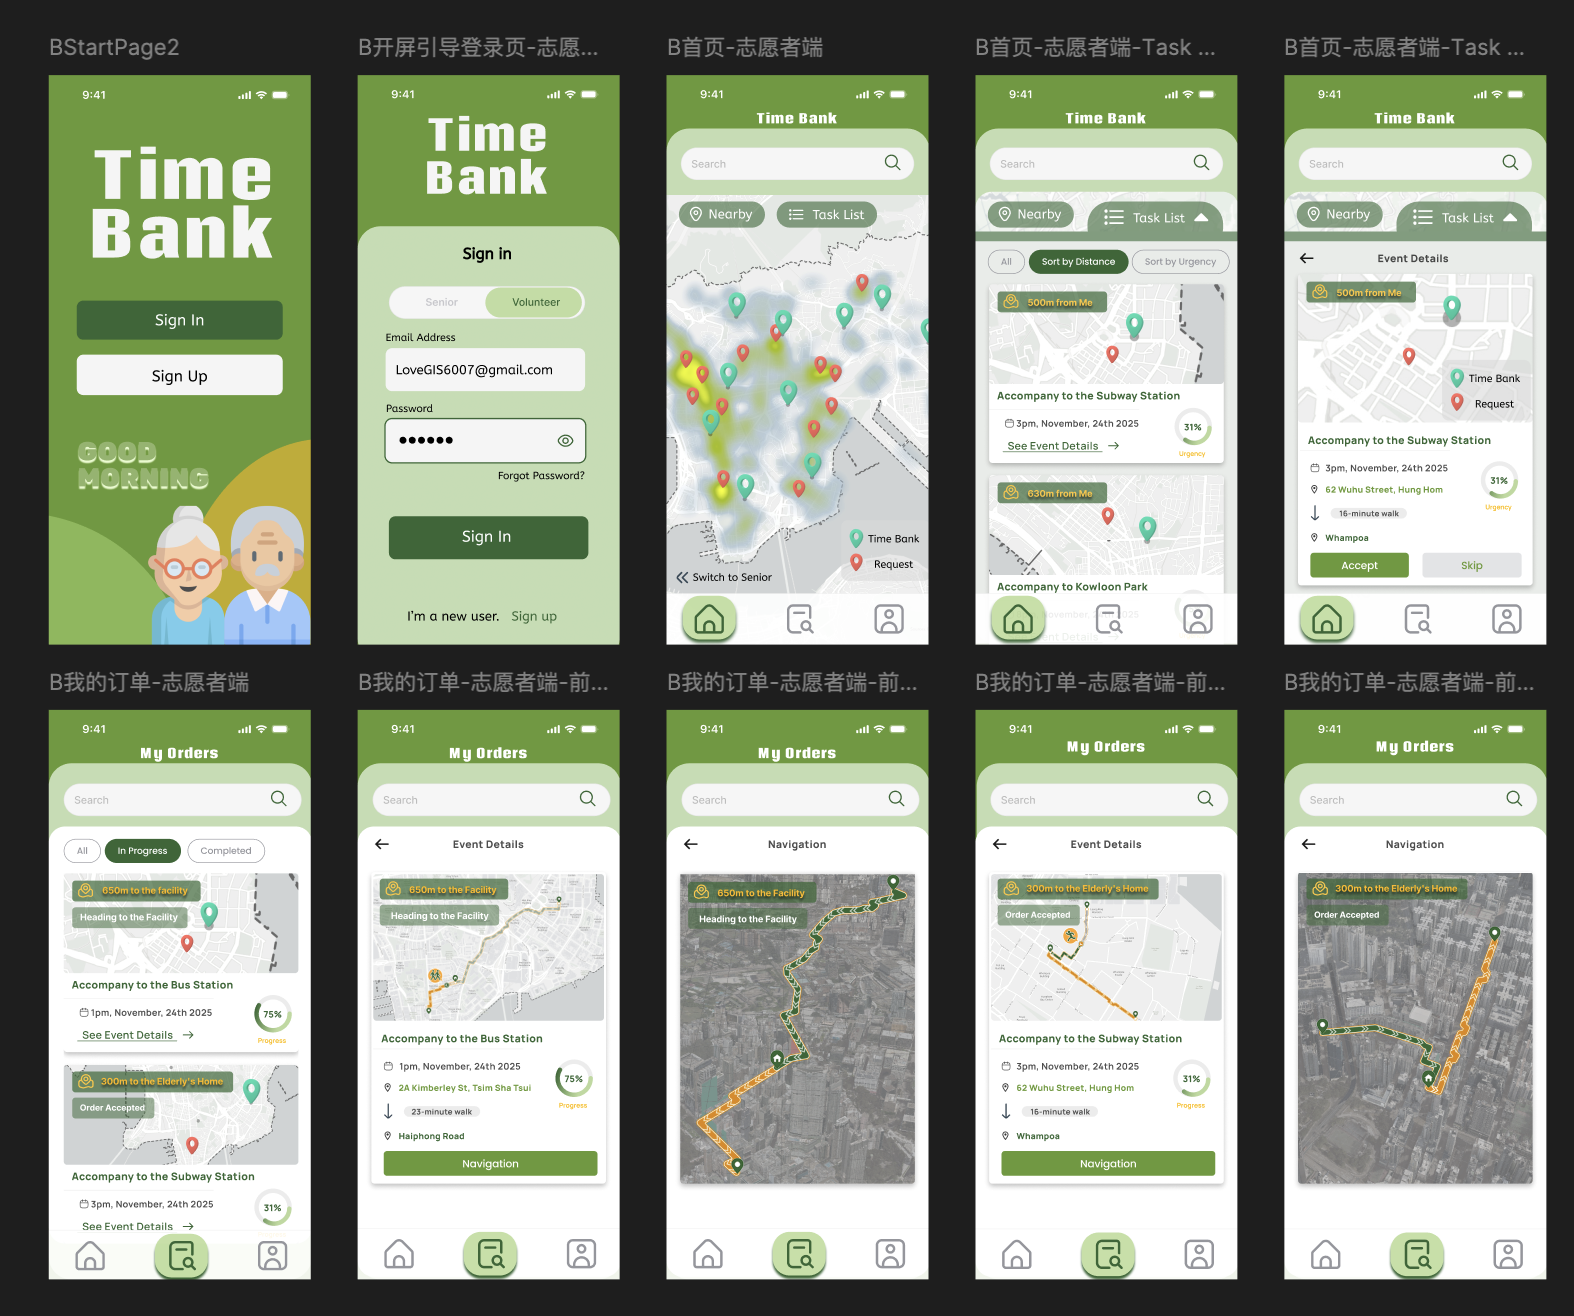 BStartPage2
9:41
Time
Bank
Sign In
Sign Up
GOOD
MORNING
B开屏引导登录页-志愿...
9:41
Time
Bank
Sign in
Senior
Volunteer
Email Address
LoveGIS6007@gmail.com
Password
Forgot Password?
Sign In
I'm a new user. Sign up
B首页-志愿者端
9:41
Time Bank
Search
Nearby
Task List
Time Bank
Request
Switch to Senior
B首页-志愿者端-Task ...
9:41
Time Bank
Search
Nearby
Task List
All
Sort by Distance
Sort by Urgency
500m from Me
Accompany to the Subway Station
3pm, November, 24th 2025
See Event Details
31%
Urgency
630m from Me
Accompany to Kowloon Park
B首页-志愿者端-Task ...
9:41
Time Bank
Search
Nearby
Task List
Event Details
500m from Me
Time Bank
Request
Accompany to the Subway Station
3pm, November, 24th 2025
62 Wuhu Street, Hung Hom
31%
Urgency
16-minute walk
Whampoa
Accept
Skip
B我的订单-志愿者端
9:41
My Orders
Search
All
In Progress
Completed
650m to the facility
Heading to the Facility
Accompany to the Bus Station
1pm, November, 24th 2025
See Event Details
75%
Progress
300m to the Elderly's Home
Order Accepted
Accompany to the Subway Station
3pm, November, 24th 2025
See Event Details
31%
B我的订单-志愿者端-前...
9:41
My Orders
Search
Event Details
650m to the Facility
Heading to the Facility
Accompany to the Bus Station
1pm, November, 24th 2025
2A Kimberley St, Tsim Sha Tsui
75%
Progress
23-minute walk
Haiphong Road
Navigation
B我的订单-志愿者端-前...
9:41
My Orders
Search
Navigation
650m to the Facility
Heading to the Facility
B我的订单-志愿者端-前...
9:41
My Orders
Search
Event Details
300m to the Elderly's Home
Order Accepted
Accompany to the Subway Station
3pm, November, 24th 2025
62 Wuhu Street, Hung Hom
31%
Progress
16-minute walk
Whampoa
Navigation
B我的订单-志愿者端-前...
9:41
My Orders
Search
Navigation
300m to the Elderly's Home
Order Accepted